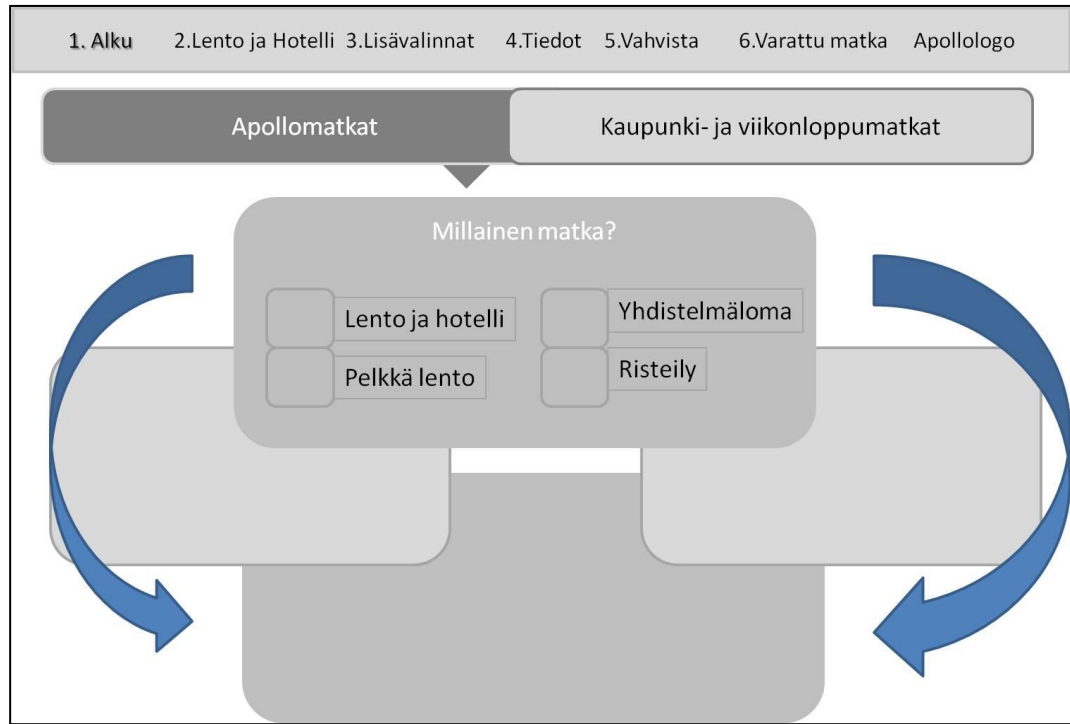 1. Alku 2.Lento ja Hotelli 3.Lisävalinnat 4.Tiedot 5.Vahvista 6.Varattu matka Apollologo
Apollomatkat Kaupunki- ja viikonloppumatkat
Millainen matka?
Lento ja hotelli Yhdistelmäloma
Pelkkä lento Risteily